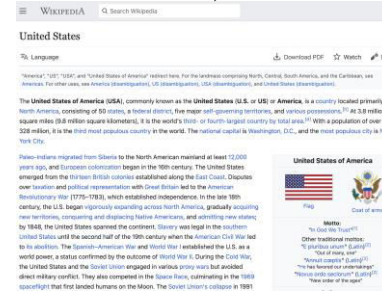 WIKIPEDIA
Search Wikipedia
United States
Language
Download PDF
Watch
"America", "US", "USA", and "United States of America" redirect here. For the landmass comprising North, Central, South America, and the Caribbean, see
Americas. For other uses, see America (disambiguation), US (disambiguation), USA (disambiguation), and
The United States of America (USA), commonly known as the United States (U.S. or US) or America, is a country located primarily
North America, consisting of 50 states, a federal district, five major self-governing territories, and various possessions. At 3.8 million
square miles (9.8 million square kilometers), it is the world's third- or fourth-largest country by total area. With a population of over
328 million, it is the third most populous country in the world. The national capital is Washington, D.C., and the most populous city is
York City.
Paleo-Indians migrated from Siberia to the North American mainland at least 12,000
years ago, and European colonization began in the 16th century. The United States
emerged from the thirteen British colonies established along the East Coast. Disputes
over taxation and political representation with Great Britain led to the American
Revolutionary War (1775–1783), which established independence. In the late 18th
century, the U.S. began vigorously expanding across North America, gradually acquiring
new territories, conquering and displacing Native Americans, and admitting new states;
by 1848, the United States spanned the continent. Slavery was legal in the southern
United States until the second half of the 19th century when the American Civil War led
to its abolition. The Spanish–American War and World War I established the U.S. as a
world power, a status confirmed by the outcome of World War II. During the Cold War,
the United States and the Soviet Union engaged in various proxy wars but avoided
direct military conflict. They also competed in the Space Race, culminating in the 1969
spaceflight that first landed humans on the Moon. The Soviet Union's collapse in 1991
United States of America
Flag
Coat of arms
Motto:
"In God We Trust"
Other traditional mottos:
"E pluribus unum" (Latin)
"Out of many, one"
"Annuit cœptis" (Latin)
"He has favored our undertakings"
"Novus ordo seclorum" (Latin)
"New order of the ages"